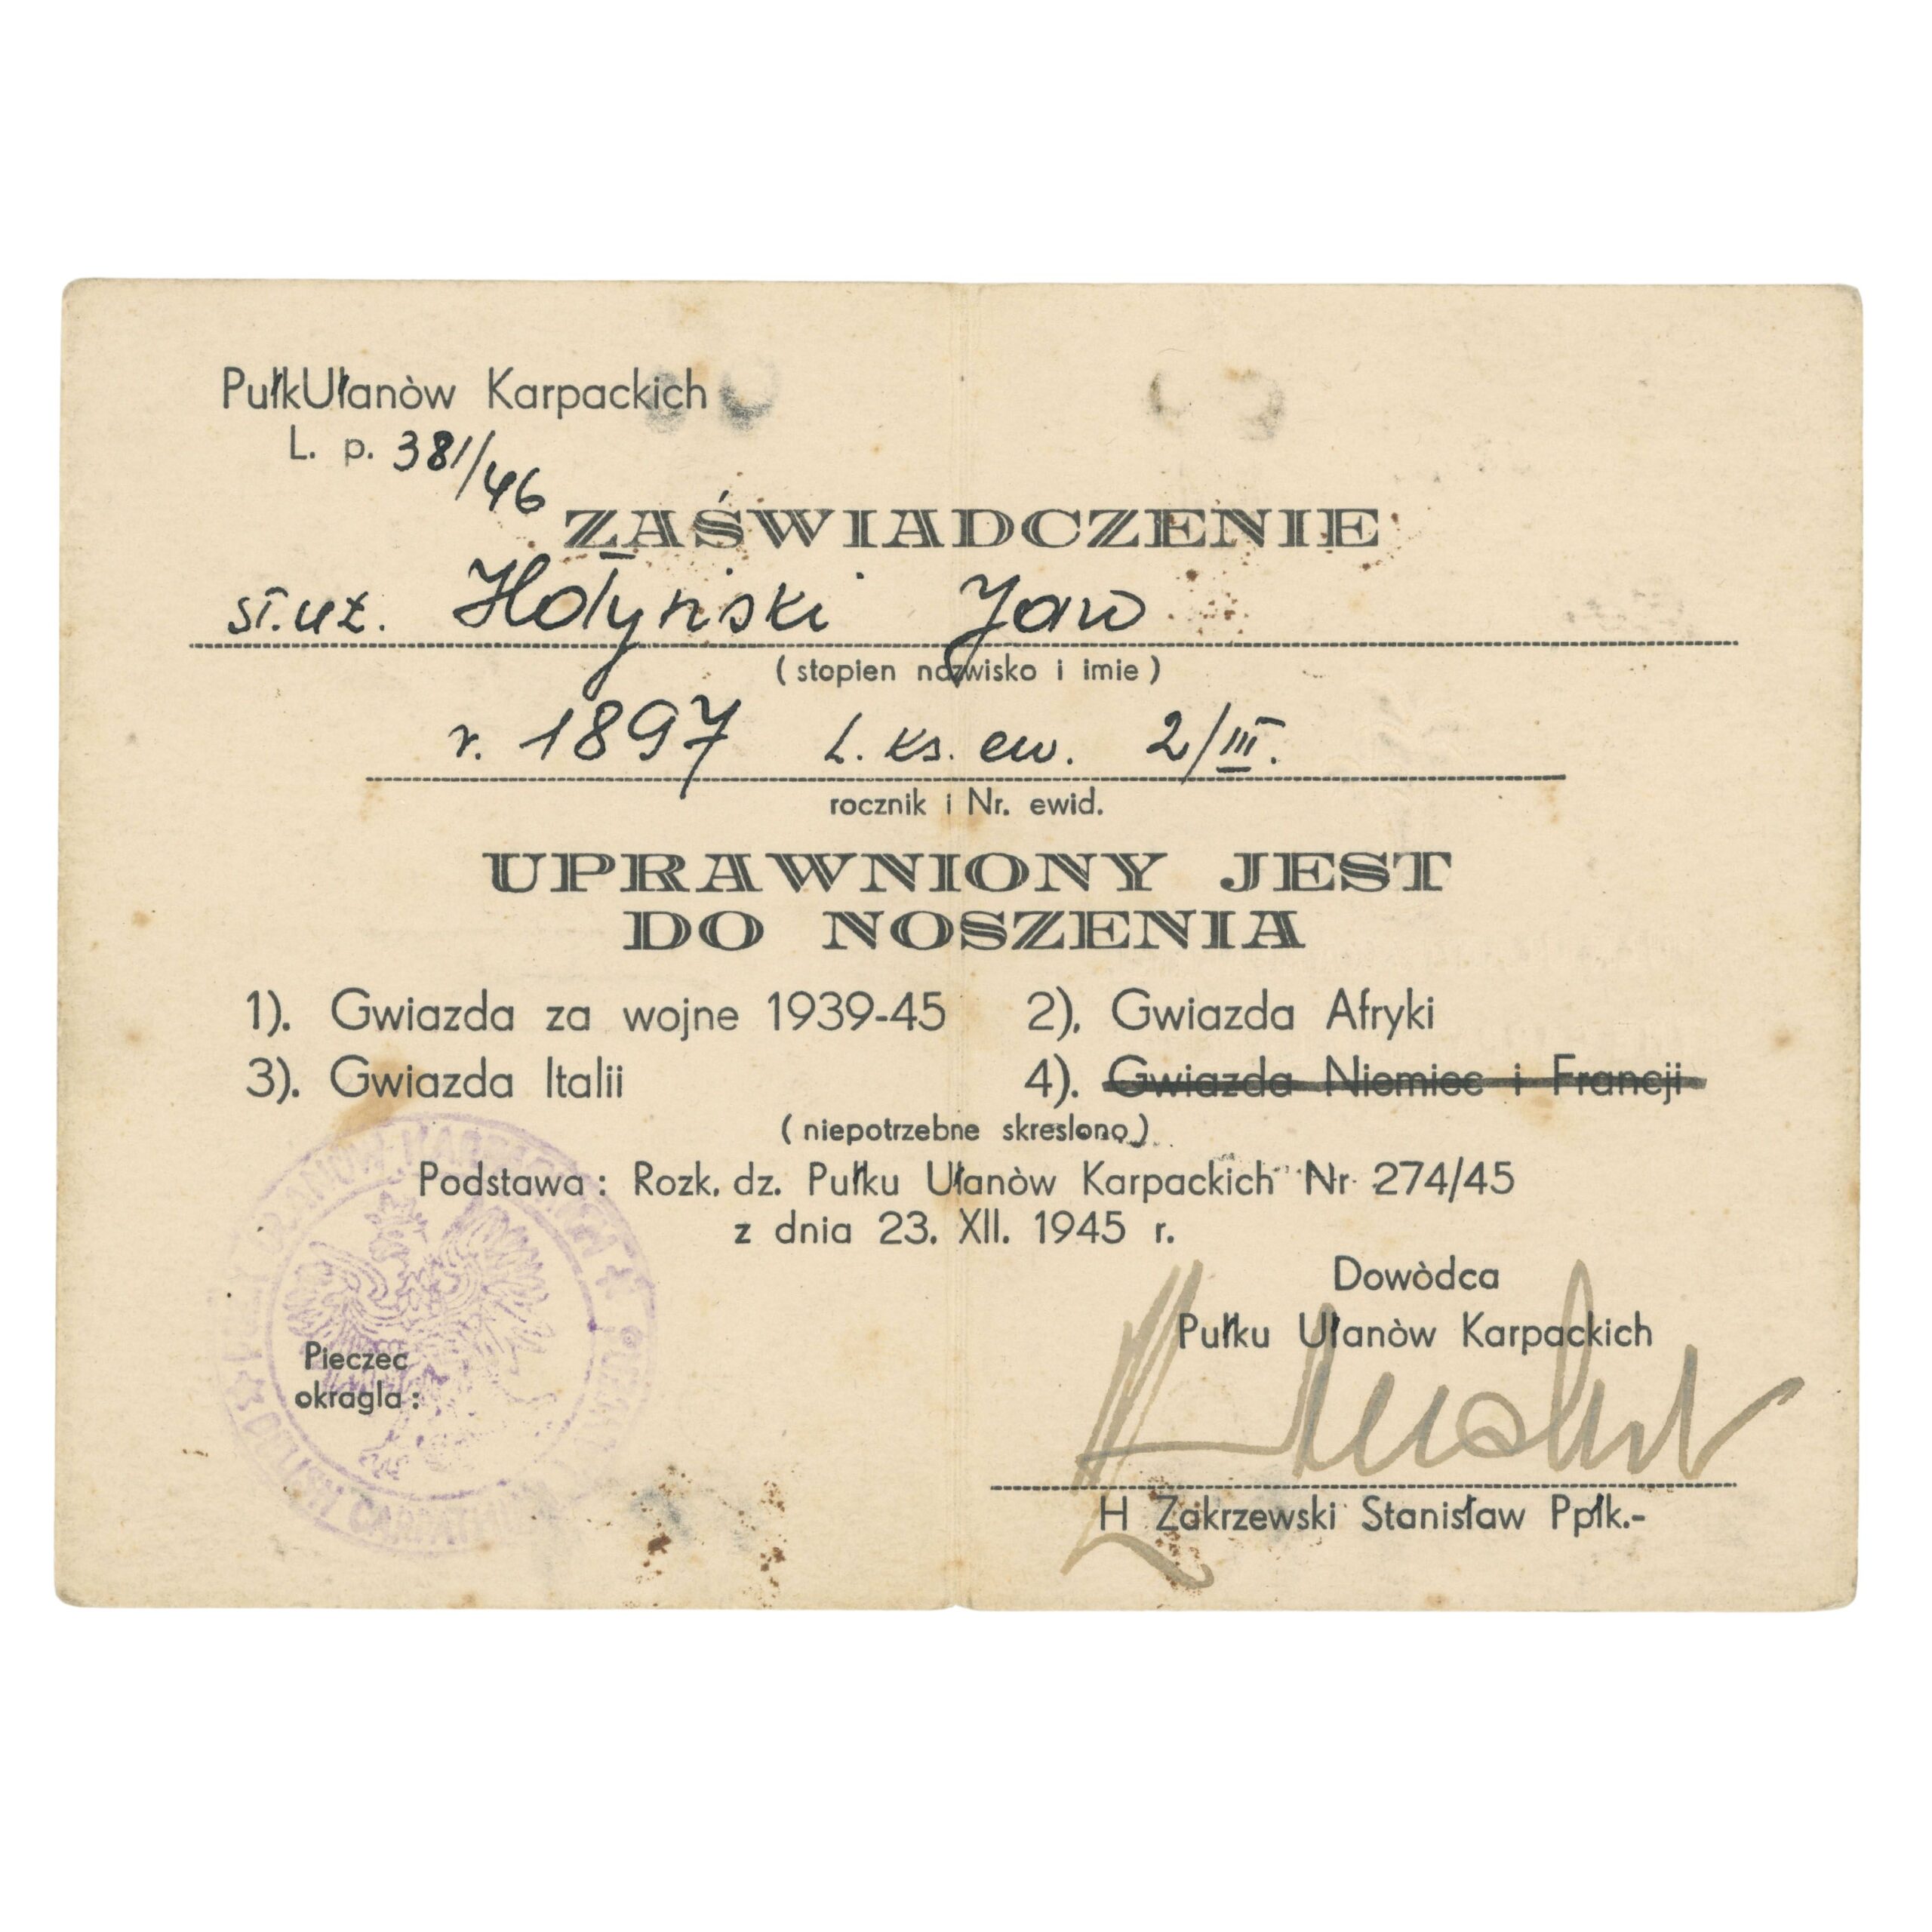 PułkUłanòw Karpackich
L. p. 381/46
ZAŚWIADCZENIE
st. uł. Hołyński Jan
( stopien nazwisko i imie )
r. 1897 L. ks. ew. 2/III.
rocznik i Nr. ewid.
UPRAWNIONY JEST
DO NOSZENIA
1). Gwiazda za wojne 1939-45 2). Gwiazda Afryki
3). Gwiazda Italii 4). Gwiazda Niemiec i Francji
( niepotrzebne skreslono )
Podstawa : Rozk. dz. Pułku Ułanòw Karpackich Nr 274/45
z dnia 23. XII. 1945 r.
Dowòdca
Pułku Ułanòw Karpackich
Pieczec
okragla :
H Zakrzewski Stanisław Ppłk.-
POLISH CARPATHIAN